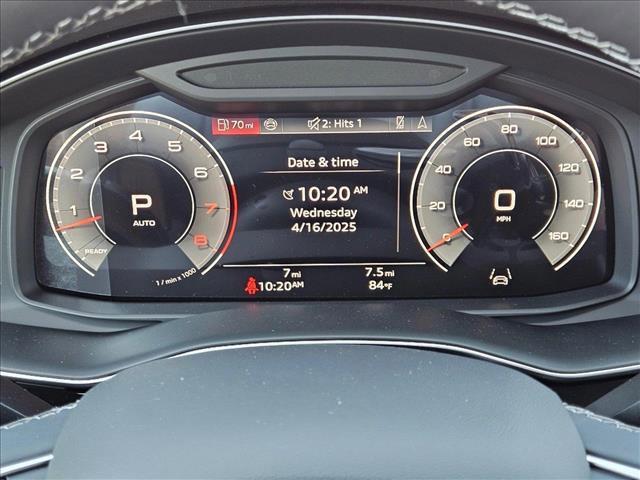 70 mi
2: Hits 1
Date & time
10:20 AM
Wednesday
4/16/2025
7 mi
7.5 mi
10:20AM
84°F
1
2
3
4
5
6
7
8
P
AUTO
READY
1 / min x 1000
0
20
40
60
80
100
120
140
160
0
MPH